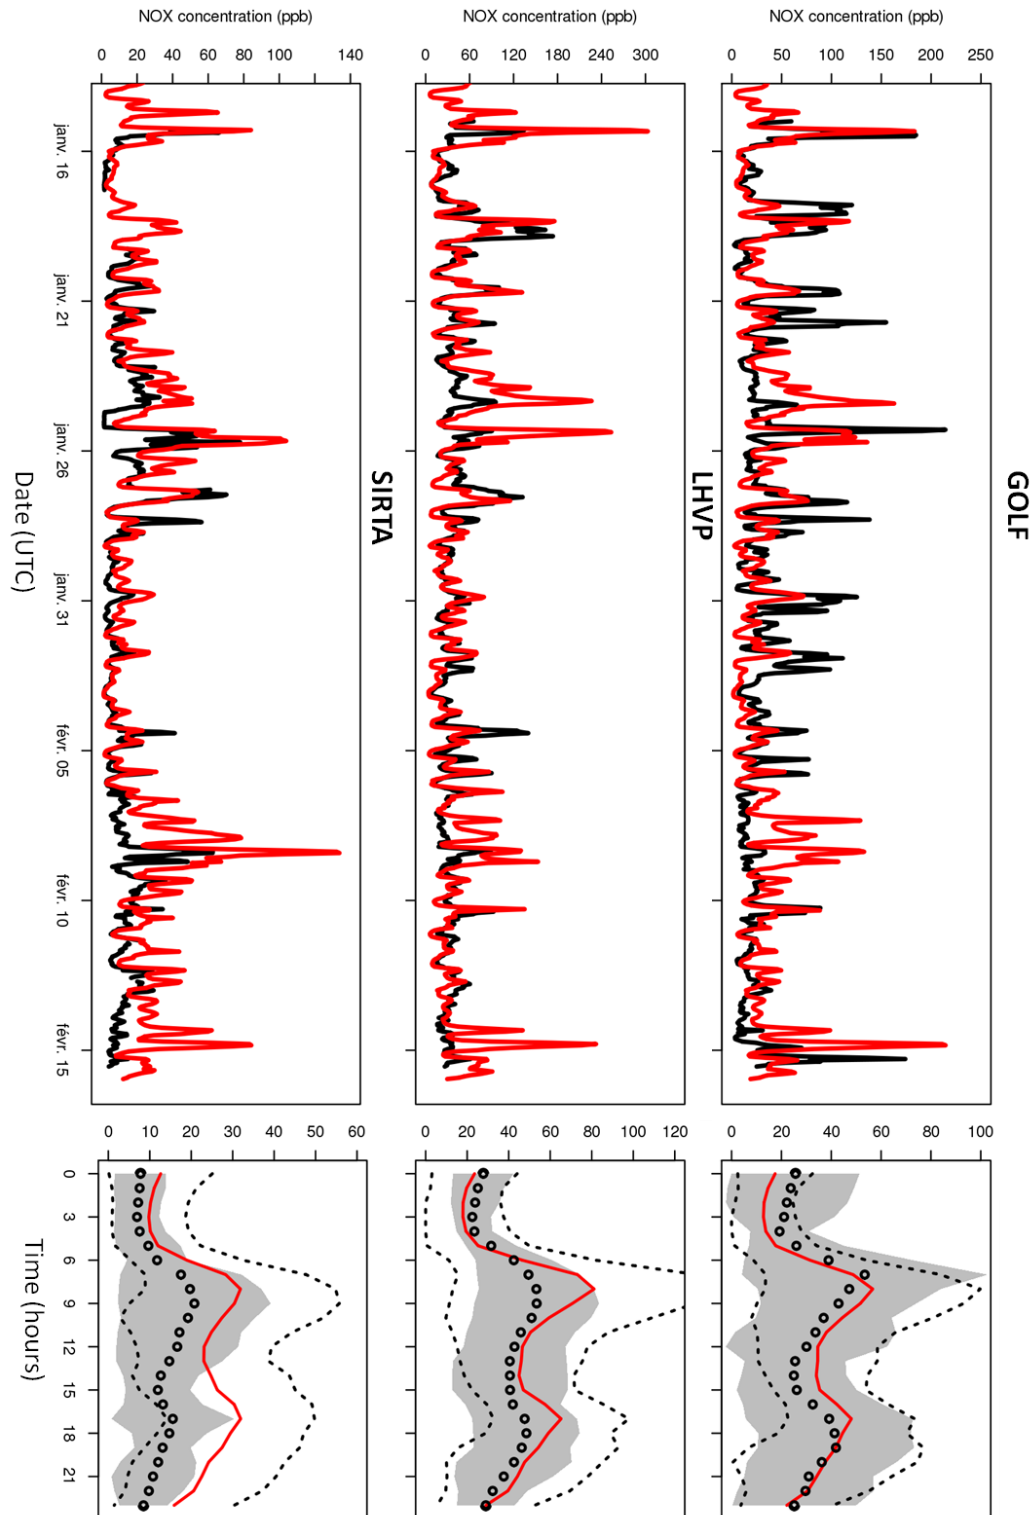 GOLF
NOX concentration (ppb)
0 50 100 150 200 250
0 20 40 60 80 100
LHVP
NOX concentration (ppb)
0 60 120 180 240 300
0 20 40 60 80 100 120
SIRTA
NOX concentration (ppb)
0 20 40 60 80 100 140
0 10 20 30 40 50 60
janv. 16 janv. 21 janv. 26 janv. 31 févr. 05 févr. 10 févr. 15
0 3 6 9 12 15 18 21
Date (UTC)
Time (hours)